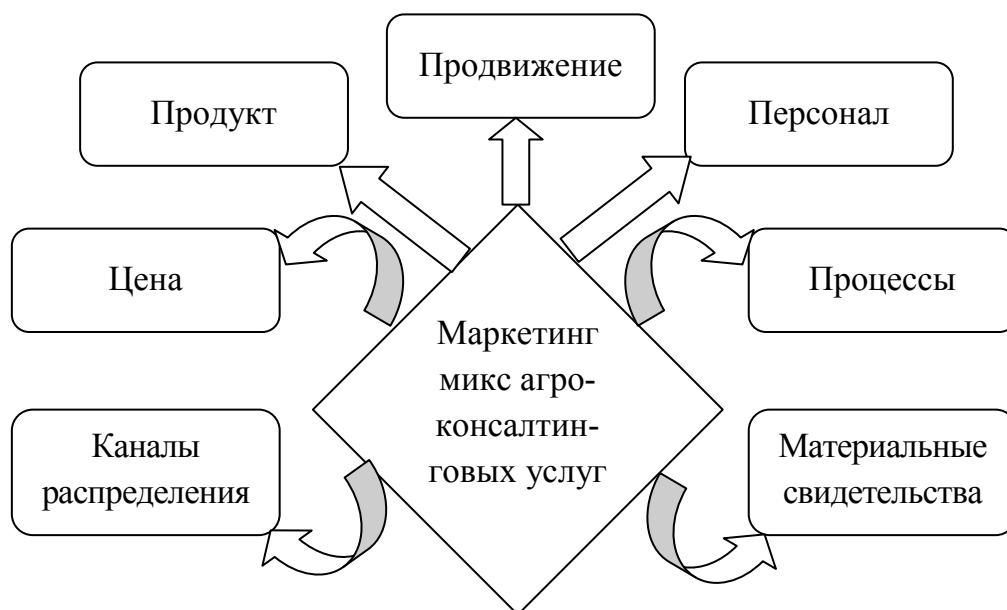 Продвижение
Продукт
Персонал
Цена
Процессы
Маркетинг
микс агро-
консалтин-
говых услуг
Каналы
распределения
Материальные
свидетельства